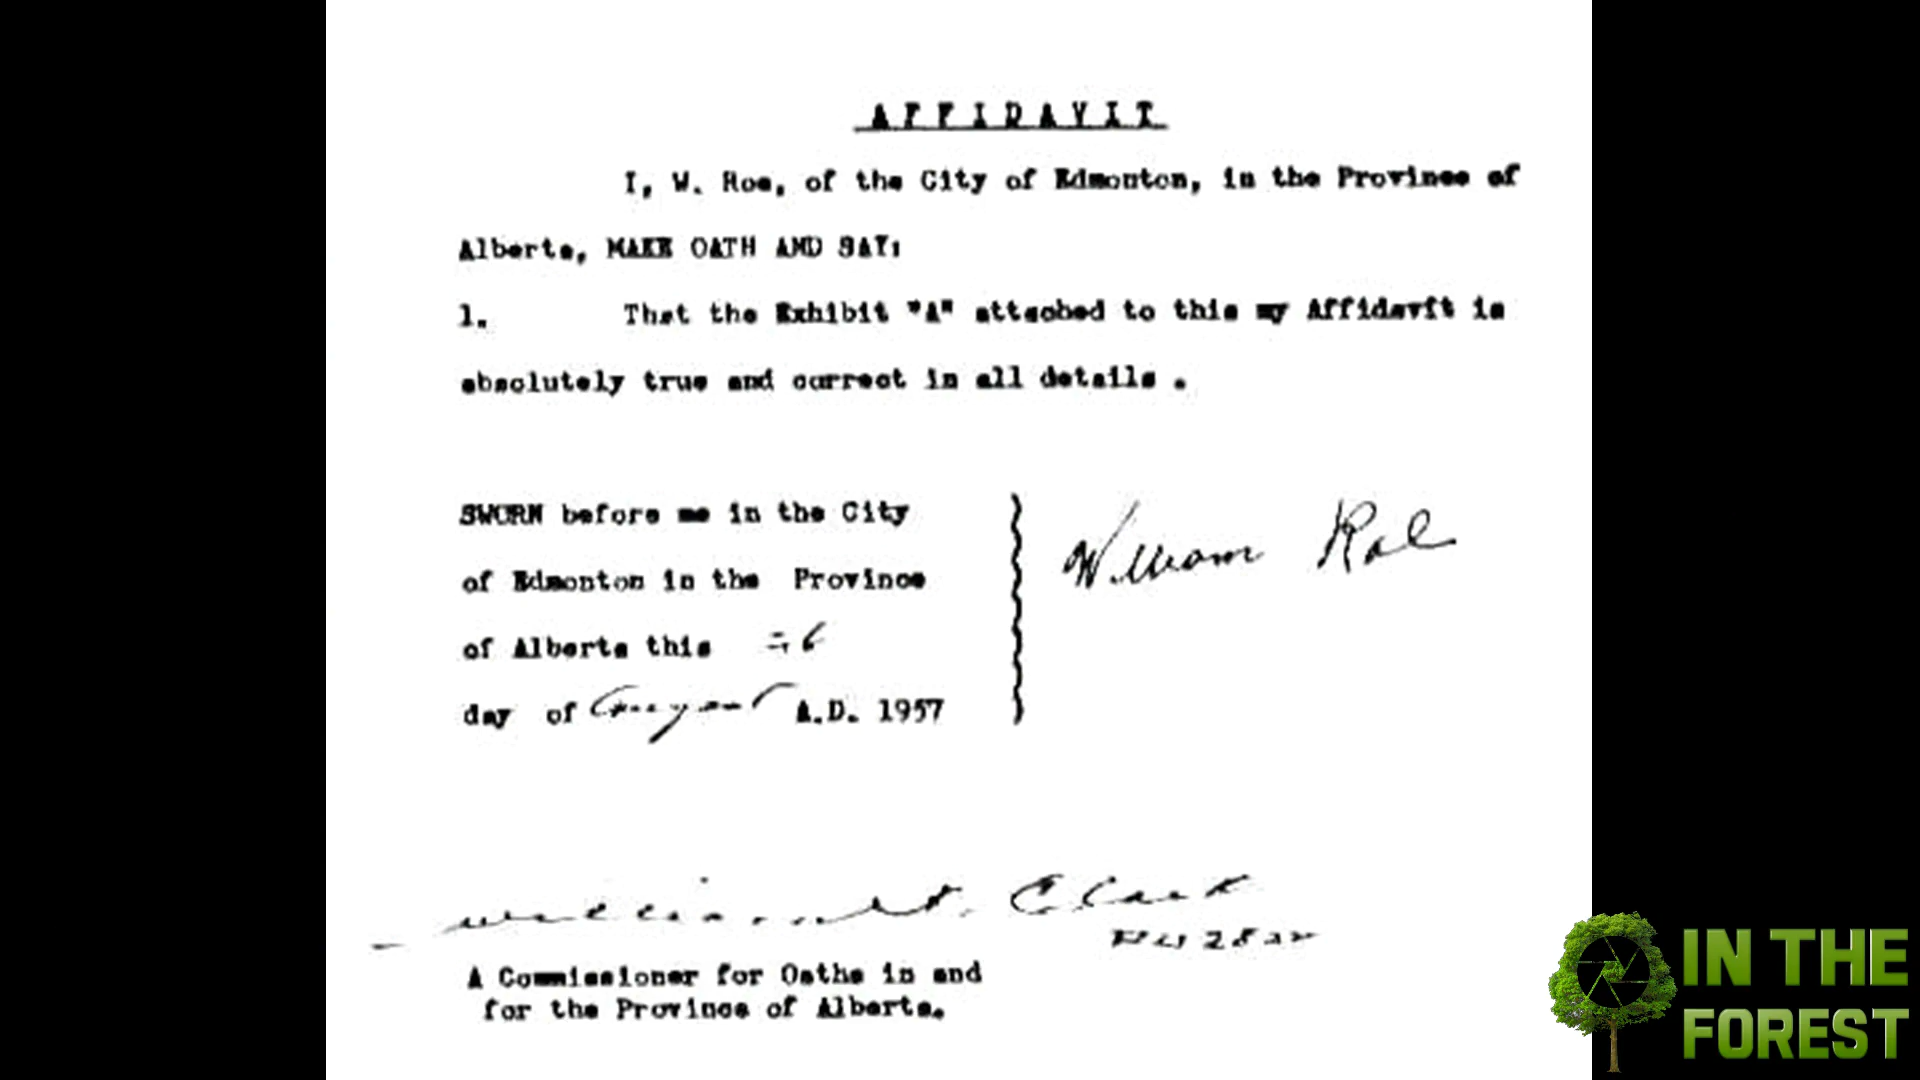 AFFIDAVIT
I, W. Roe, of the City of Edmonton, in the Province of
Alberta, MAKE OATH AND SAY:
1. That the Exhibit "A" attached to this my Affidavit is
absolutely true and correct in all details .
SWORN before me in the City
of Edmonton in the Province
of Alberta this
day of August A.D. 1957
William Roe
Clark
A Commissioner for Oaths in and
for the Province of Alberta.
IN THE
FOREST